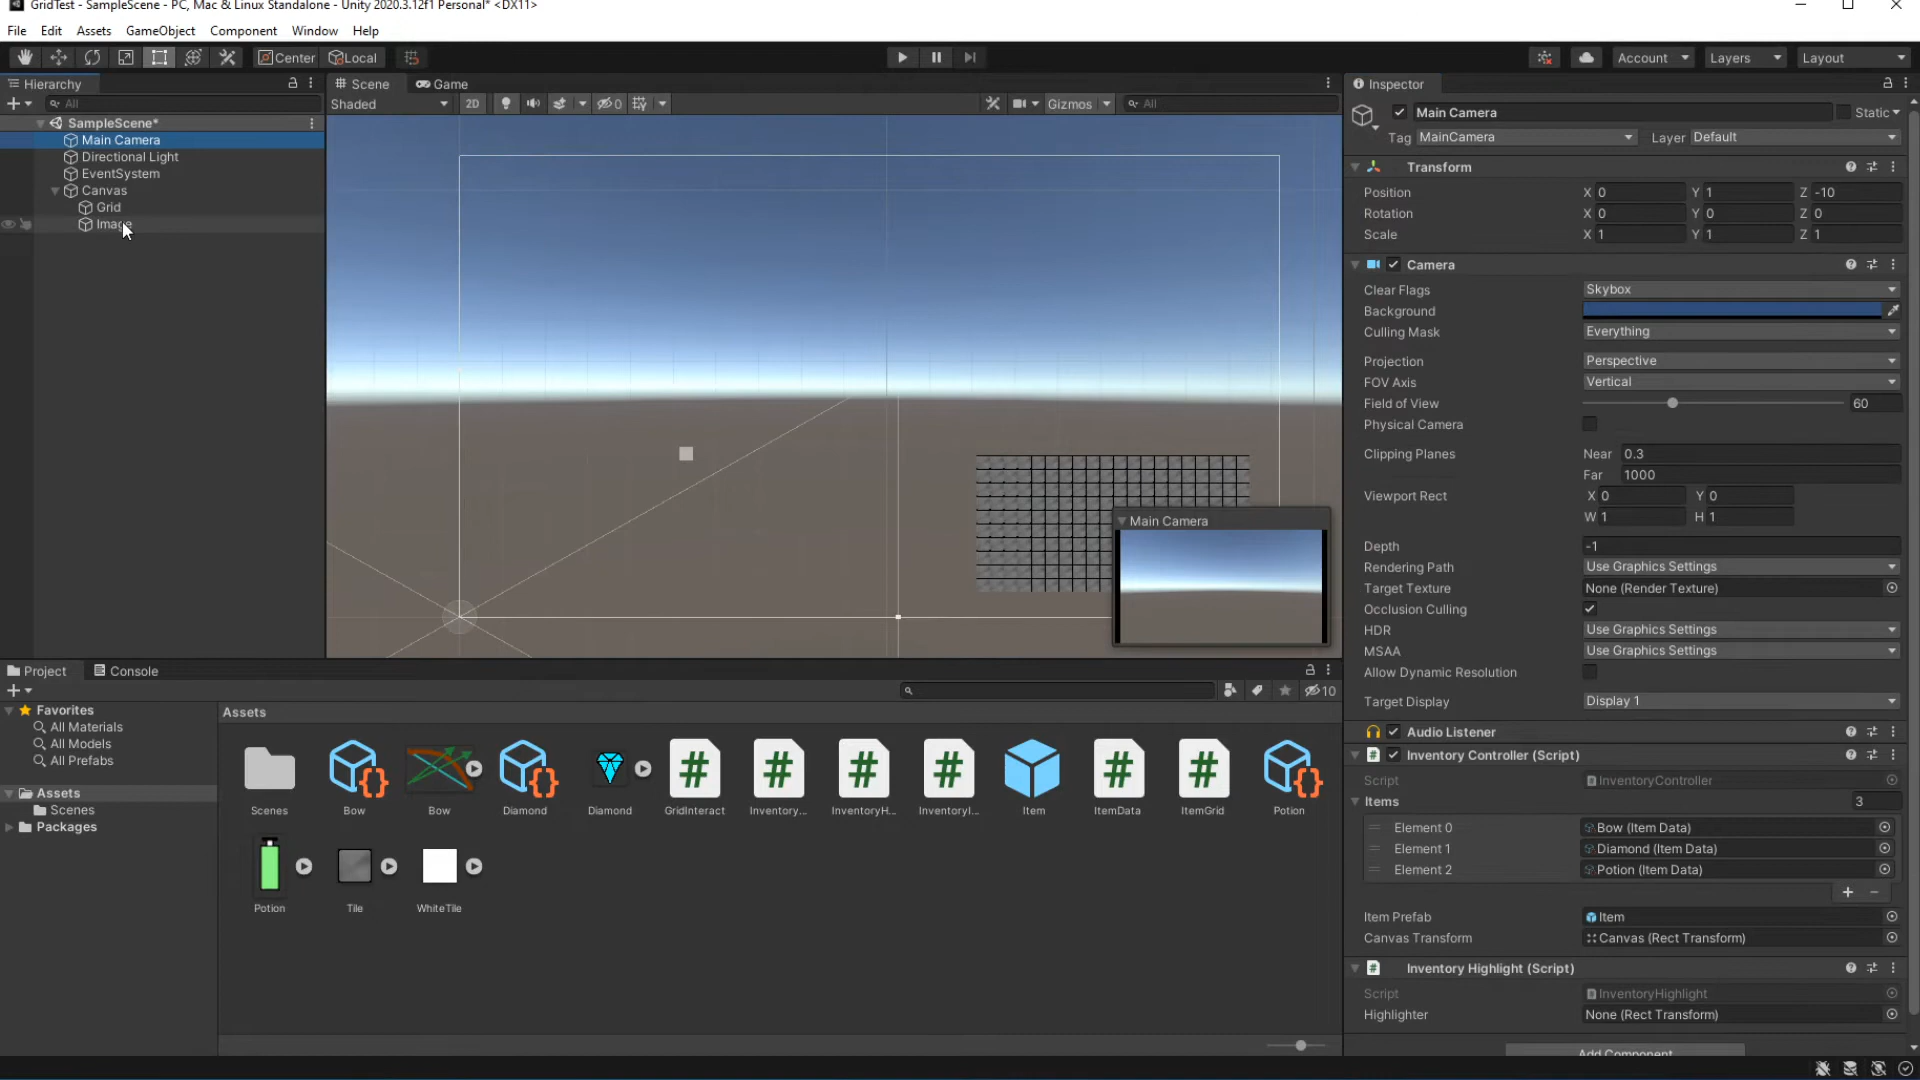 GridTest - SampleScene - PC, Mac & Linux Standalone - Unity 2020.3.12f1 Personal* <DX11>
File Edit Assets GameObject Component Window Help
Center Local Account Layers Layout
Hierarchy
All
SampleScene*
Main Camera
Directional Light
EventSystem
Canvas
Grid
Image
Scene Game
Shaded 2D 0 Gizmos All
Main Camera
Inspector
Main Camera Static
Tag MainCamera Layer Default
Transform
Position X 0 Y 1 Z -10
Rotation X 0 Y 0 Z 0
Scale X 1 Y 1 Z 1
Camera
Clear Flags Skybox
Background
Culling Mask Everything
Projection Perspective
FOV Axis Vertical
Field of View 60
Physical Camera
Clipping Planes Near 0.3
Far 1000
Viewport Rect X 0 Y 0
W 1 H 1
Depth -1
Rendering Path Use Graphics Settings
Target Texture None (Render Texture)
Occlusion Culling
HDR Use Graphics Settings
MSAA Use Graphics Settings
Allow Dynamic Resolution
Target Display Display 1
Audio Listener
Inventory Controller (Script)
Script InventoryController
Items 3
Element 0 Bow (Item Data)
Element 1 Diamond (Item Data)
Element 2 Potion (Item Data)
Item Prefab Item
Canvas Transform Canvas (Rect Transform)
Inventory Highlight (Script)
Script InventoryHighlight
Highlighter None (Rect Transform)
Add Component
Project Console
10
Favorites
All Materials
All Models
All Prefabs
Assets
Scenes
Packages
Assets
Scenes Bow Bow Diamond Diamond GridInteract Inventory... InventoryH... InventoryI... Item ItemData ItemGrid Potion
Potion Tile WhiteTile